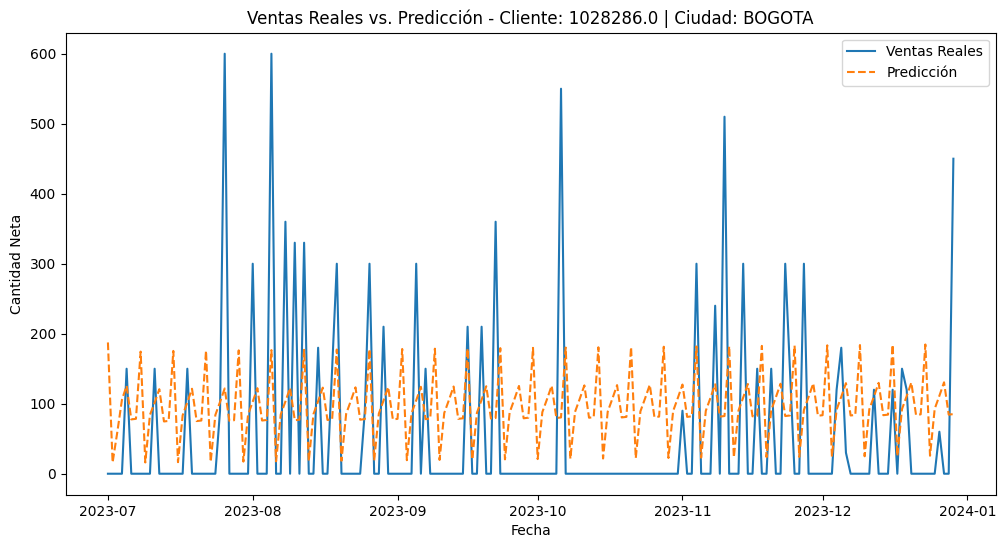 Ventas Reales vs. Predicción - Cliente: 1028286.0 | Ciudad: BOGOTA
Ventas Reales
Predicción
600
500
400
300
200
100
0
Cantidad Neta
2023-07
2023-08
2023-09
2023-10
2023-11
2023-12
2024-01
Fecha